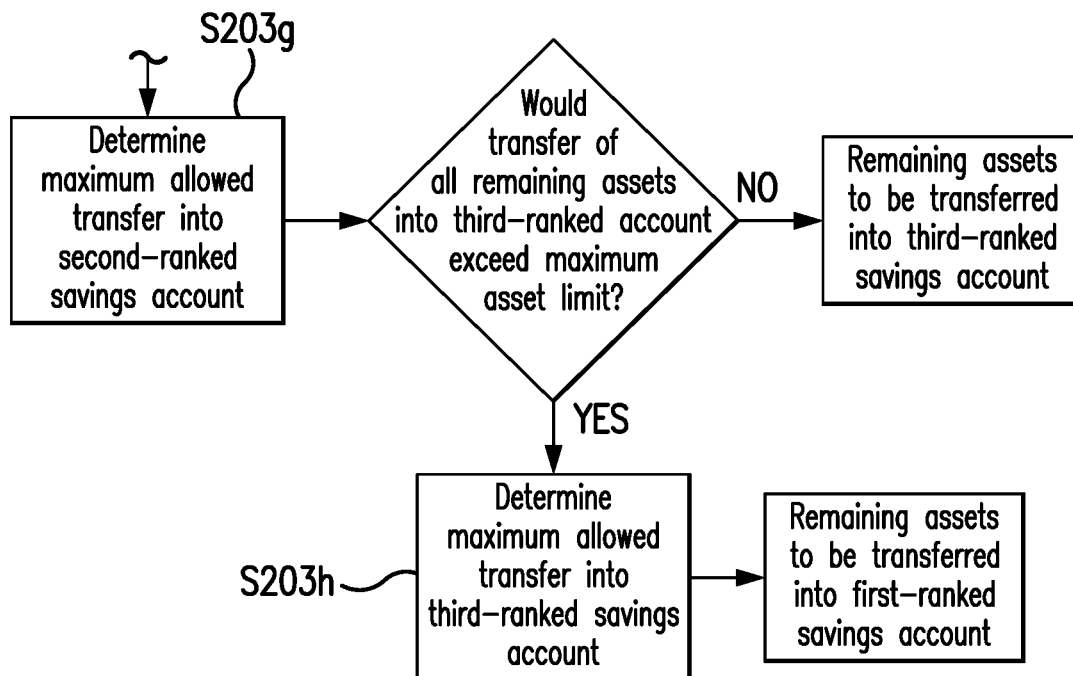 S203g
Determine
maximum allowed
transfer into
second-ranked
savings account
Would
transfer of
all remaining assets
into third-ranked account
exceed maximum
asset limit?
NO
Remaining assets
to be transferred
into third-ranked
savings account
YES
S203h
Determine
maximum allowed
transfer into
third-ranked savings
account
Remaining assets
to be transferred
into first-ranked
savings account